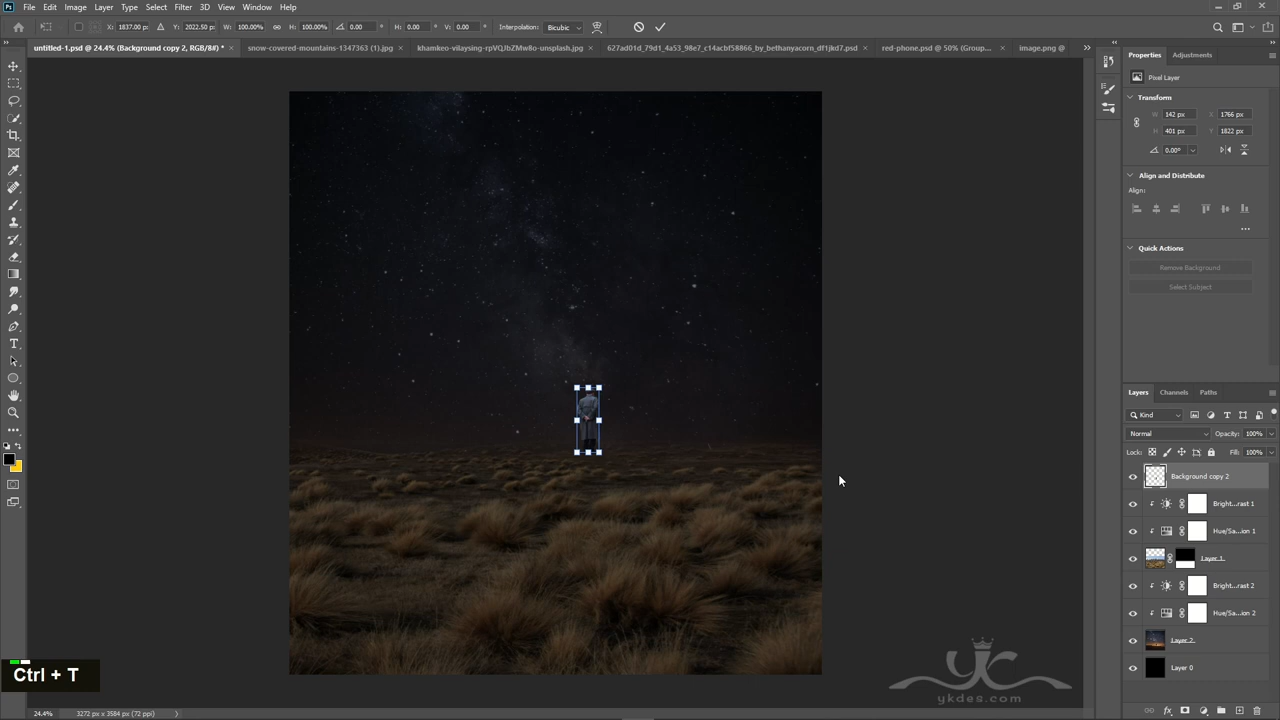 File Edit Image Layer Type Select Filter 3D View Window Help
X: 1837.00 px Y: 2022.50 px W: 100.00% H: 100.00% 0.00 ° H: 0.00 ° V: 0.00 ° Interpolation: Bicubic
untitled-1.psd @ 24.4% (Background copy 2, RGB/8#) * ×
snow-covered-mountains-1347363 (1).jpg ×
khamkeo-vilaysing-rpVQJbZMw8o-unsplash.jpg ×
627ad01d_79d1_4a53_98e7_c14acbf58866_by_bethanyacorn_df1jkd7.psd ×
red-phone.psd @ 50% (Group... ×
image.png @
Properties Adjustments
Pixel Layer
Transform
W 142 px X 1766 px
H 401 px Y 1822 px
0.00°
Align and Distribute
Align:
Quick Actions
Remove Background
Select Subject
Layers Channels Paths
Kind
Normal Opacity: 100%
Lock: Fill: 100%
Background copy 2
Bright...rast 1
Hue/Sa...ion 1
Layer 1
Bright...rast 2
Hue/Sa...ion 2
Layer 2
Layer 0
Ctrl + T
yc
ykdes.com
24.4% 3272 px x 3584 px (72 ppi)